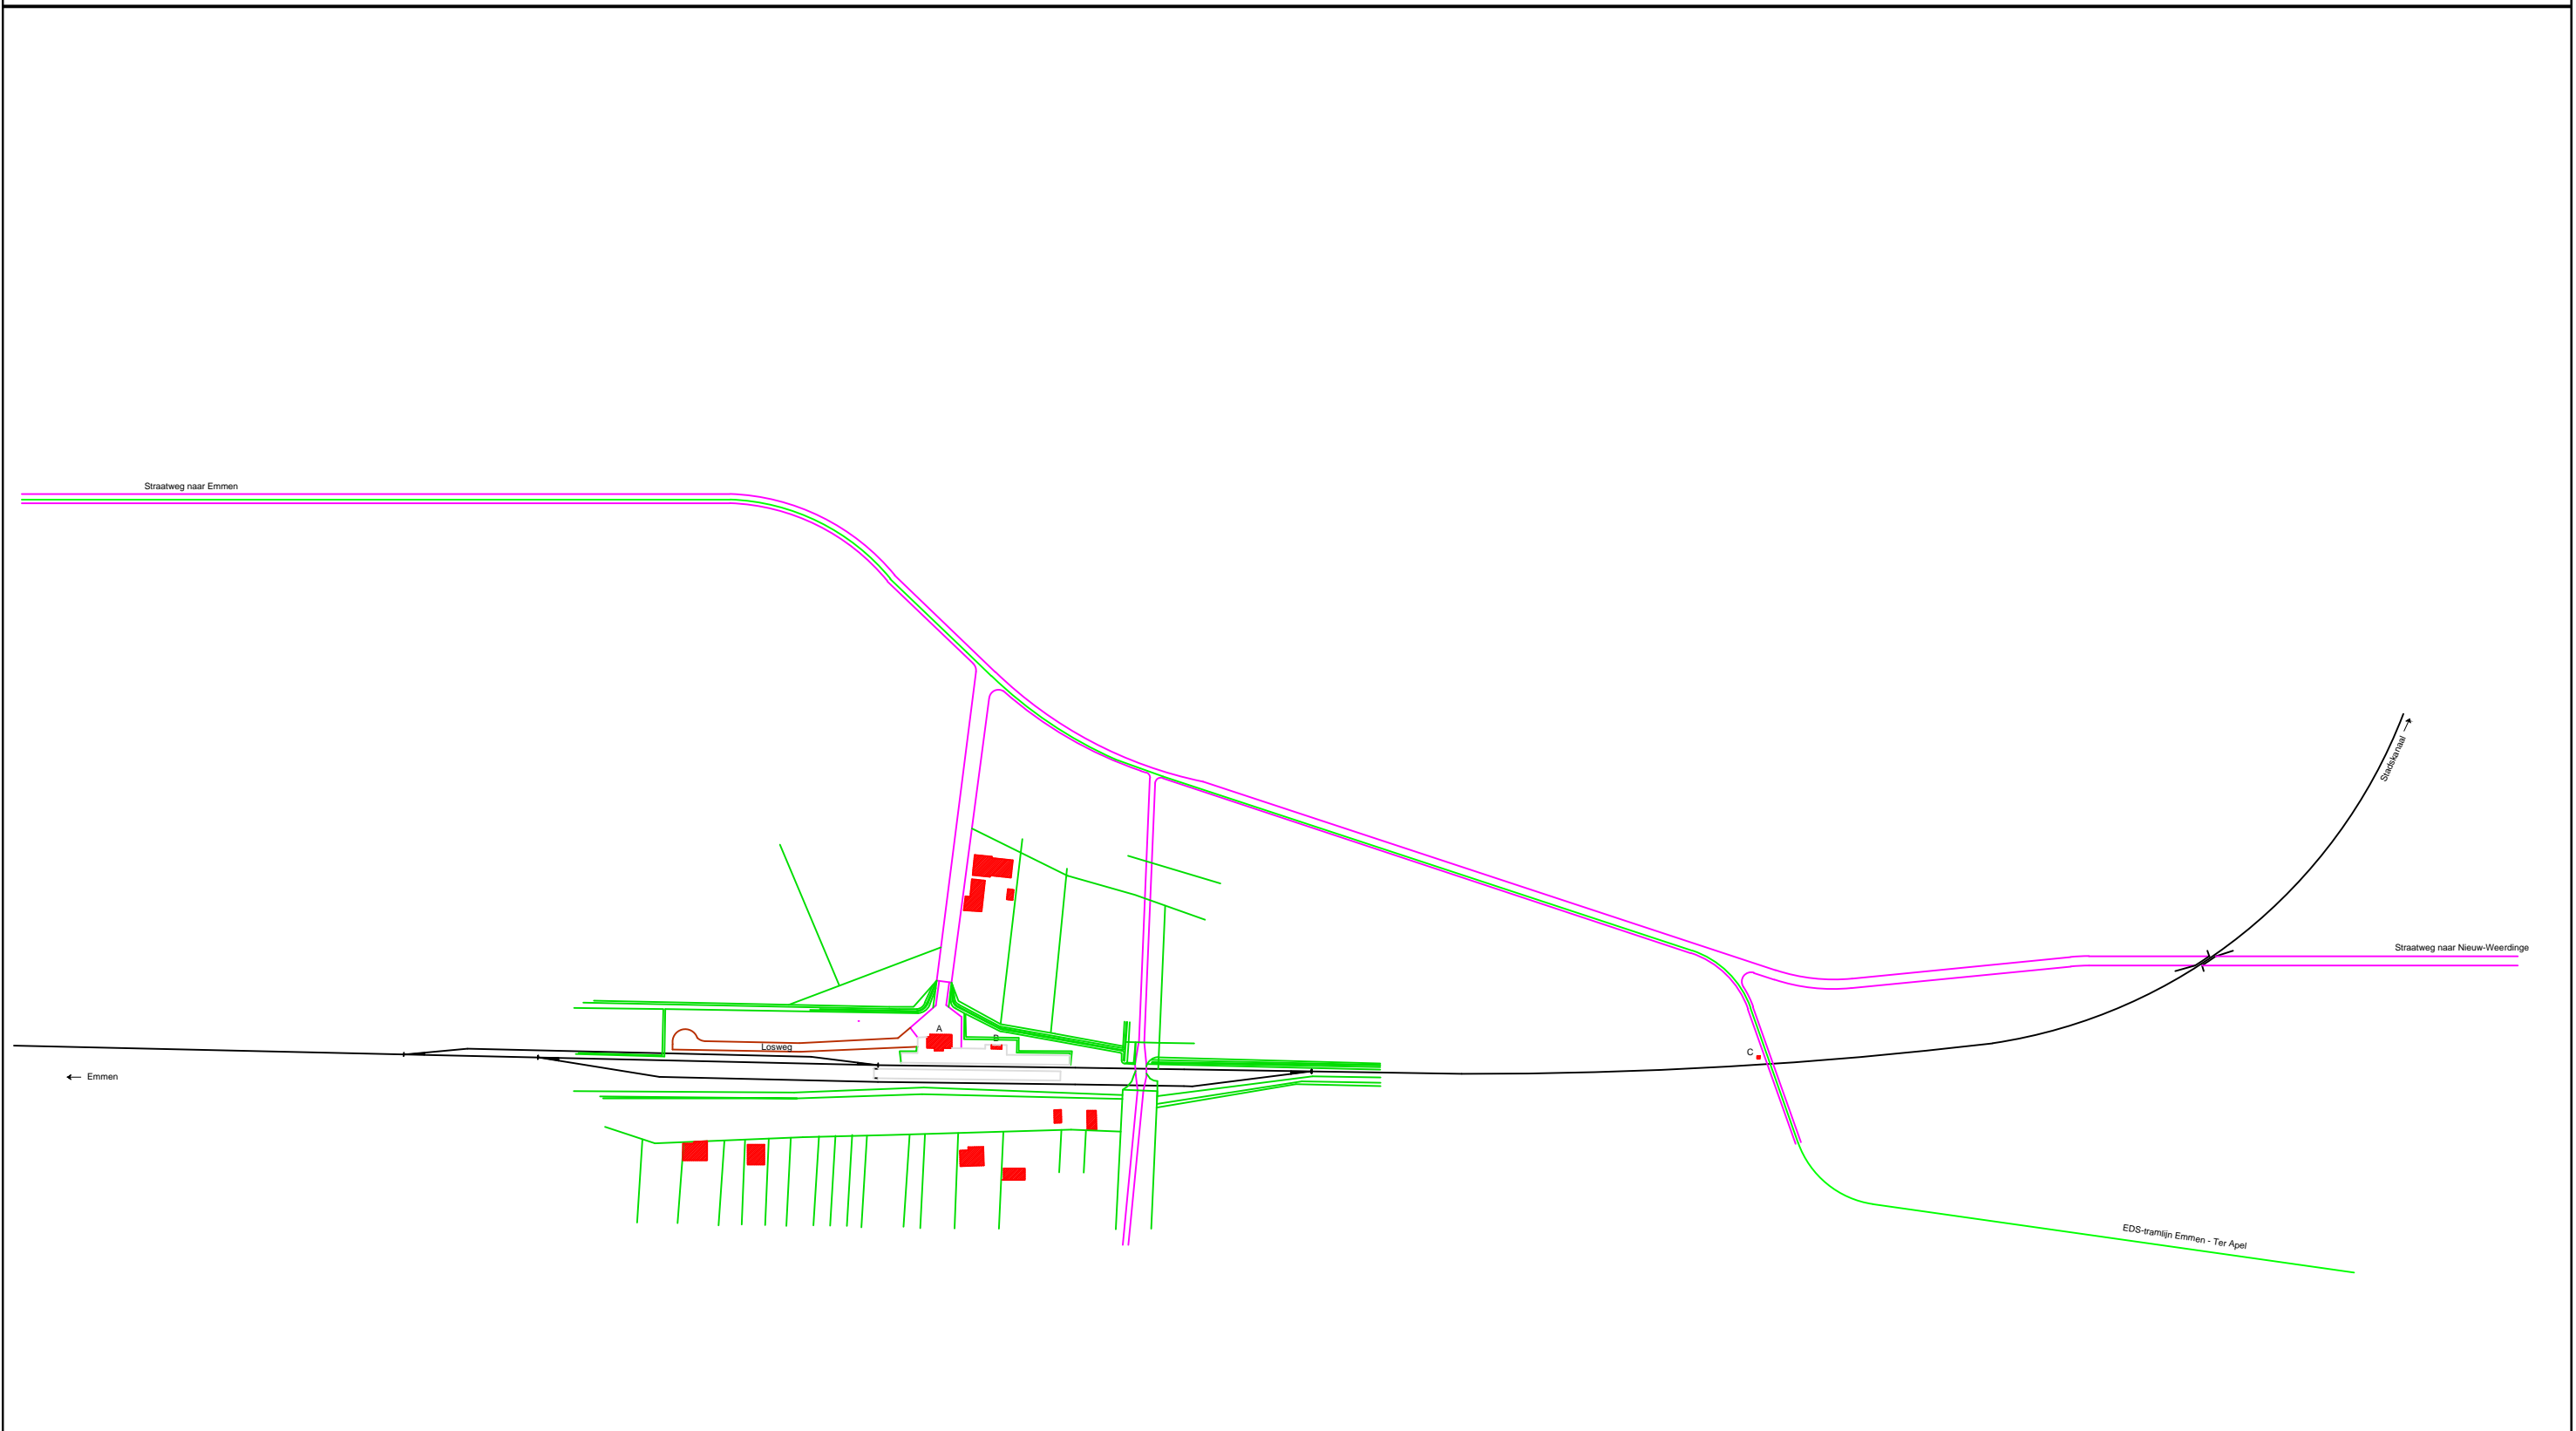 Straatweg naar Emmen
Stadskanaal
Straatweg naar Nieuw-Weerdinge
A
B
Losweg
C
Emmen
EDS-tramlijn Emmen - Ter Apel